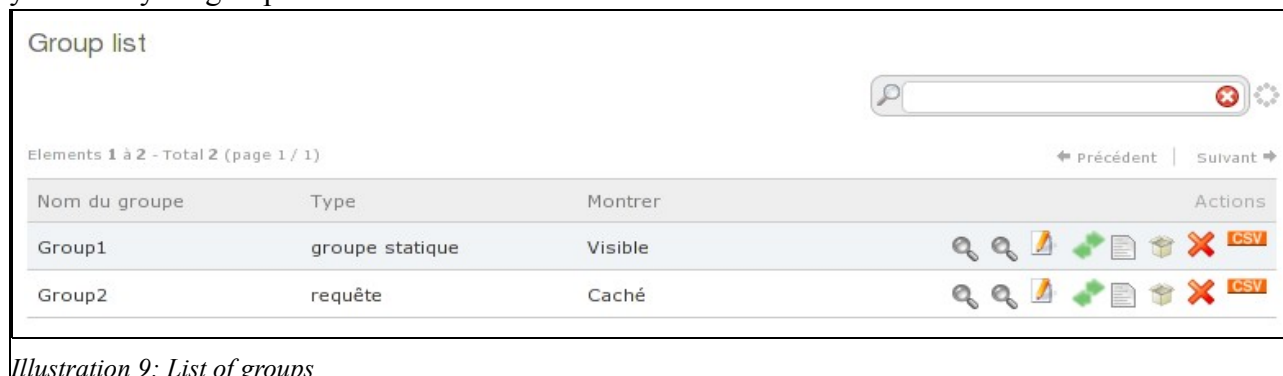 Group list
Elements 1 à 2 - Total 2 (page 1 / 1)
Précédent | Suivant
Nom du groupe Type Montrer Actions
Group1 groupe statique Visible CSV
Group2 requête Caché CSV
Illustration 9: List of groups